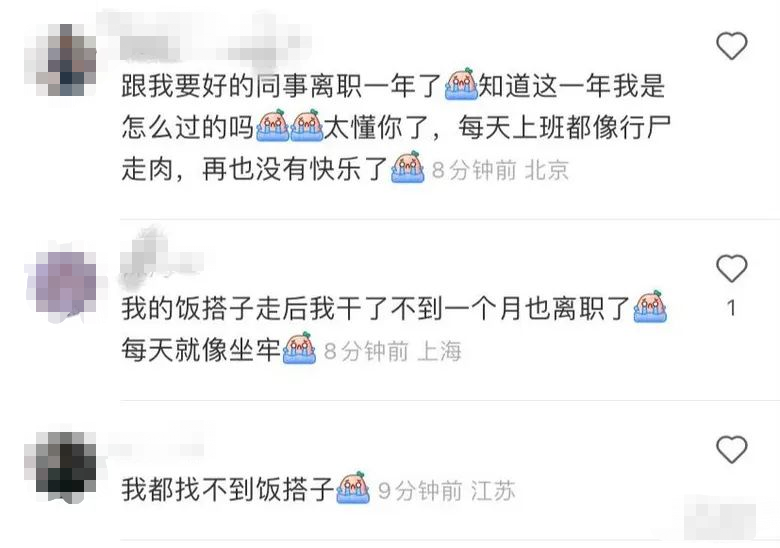 跟我要好的同事离职一年了知道这一年我是
怎么过的吗太懂你了，每天上班都像行尸
走肉，再也没有快乐了 8分钟前 北京
我的饭搭子走后我干了不到一个月也离职了
1
每天就像坐牢 8分钟前 上海
我都找不到饭搭子 9分钟前 江苏